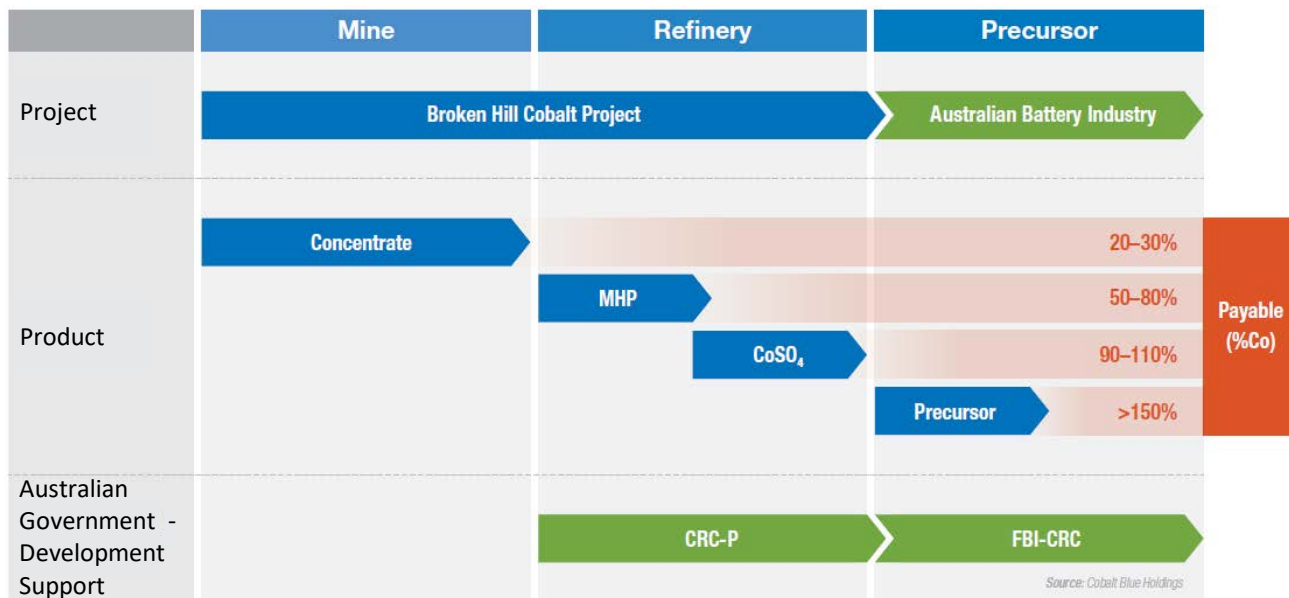 Mine
Refinery
Precursor
Project
Broken Hill Cobalt Project
Australian Battery Industry
Concentrate
20–30%
MHP
50–80%
Product
CoSO₄
90–110%
Precursor
>150%
Payable
(%Co)
Australian
Government -
Development
Support
CRC-P
FBI-CRC
Source: Cobalt Blue Holdings